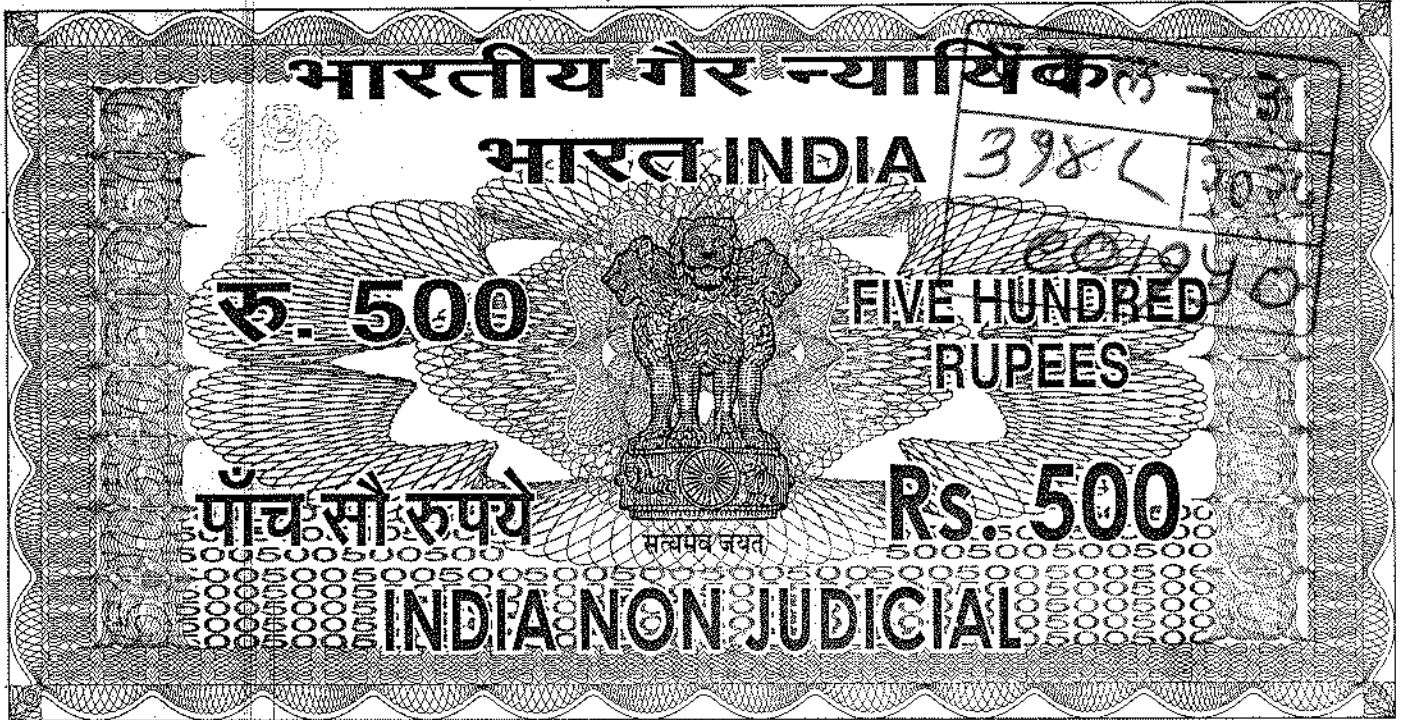 भारतीय गैर न्यायिक
भारत INDIA
रु. 500
FIVE HUNDRED
RUPEES
पाँच सौ रुपये
Rs. 500
सत्यमेव जयते
INDIA NON JUDICIAL